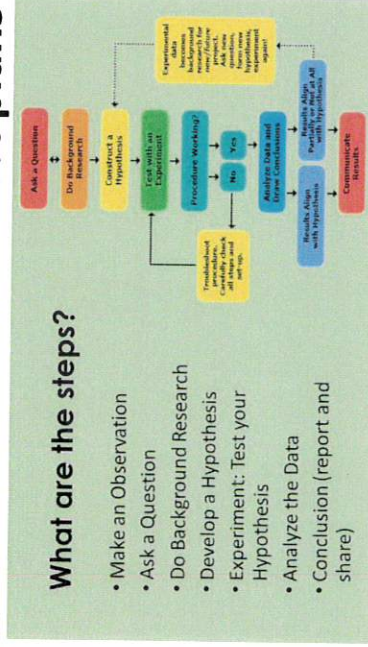 What are the steps?
• Make an Observation
• Ask a Question
• Do Background Research
• Develop a Hypothesis
• Experiment: Test your
Hypothesis
• Analyze the Data
• Conclusion (report and
share)
Ask a Question
Do Background
Research
Construct a
Hypothesis
Test with an
Experiment
Procedure Working?
No
Yes
Troubleshoot
procedure.
Carefully check
all steps and
set-up.
Analyze Data and
Draw Conclusions
Results Align
with Hypothesis
Results Align
Partially or Not at All
with Hypothesis
Communicate
Results
Experimental
data
becomes
background
research for
new/future
project.
Ask new
question,
form new
hypothesis,
experiment
again!